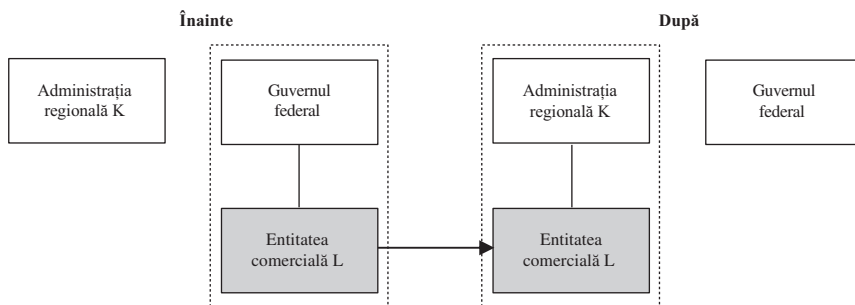 Înainte
După
Administrația
regională K
Guvernul
federal
Administrația
regională K
Guvernul
federal
Entitatea
comercială L
Entitatea
comercială L